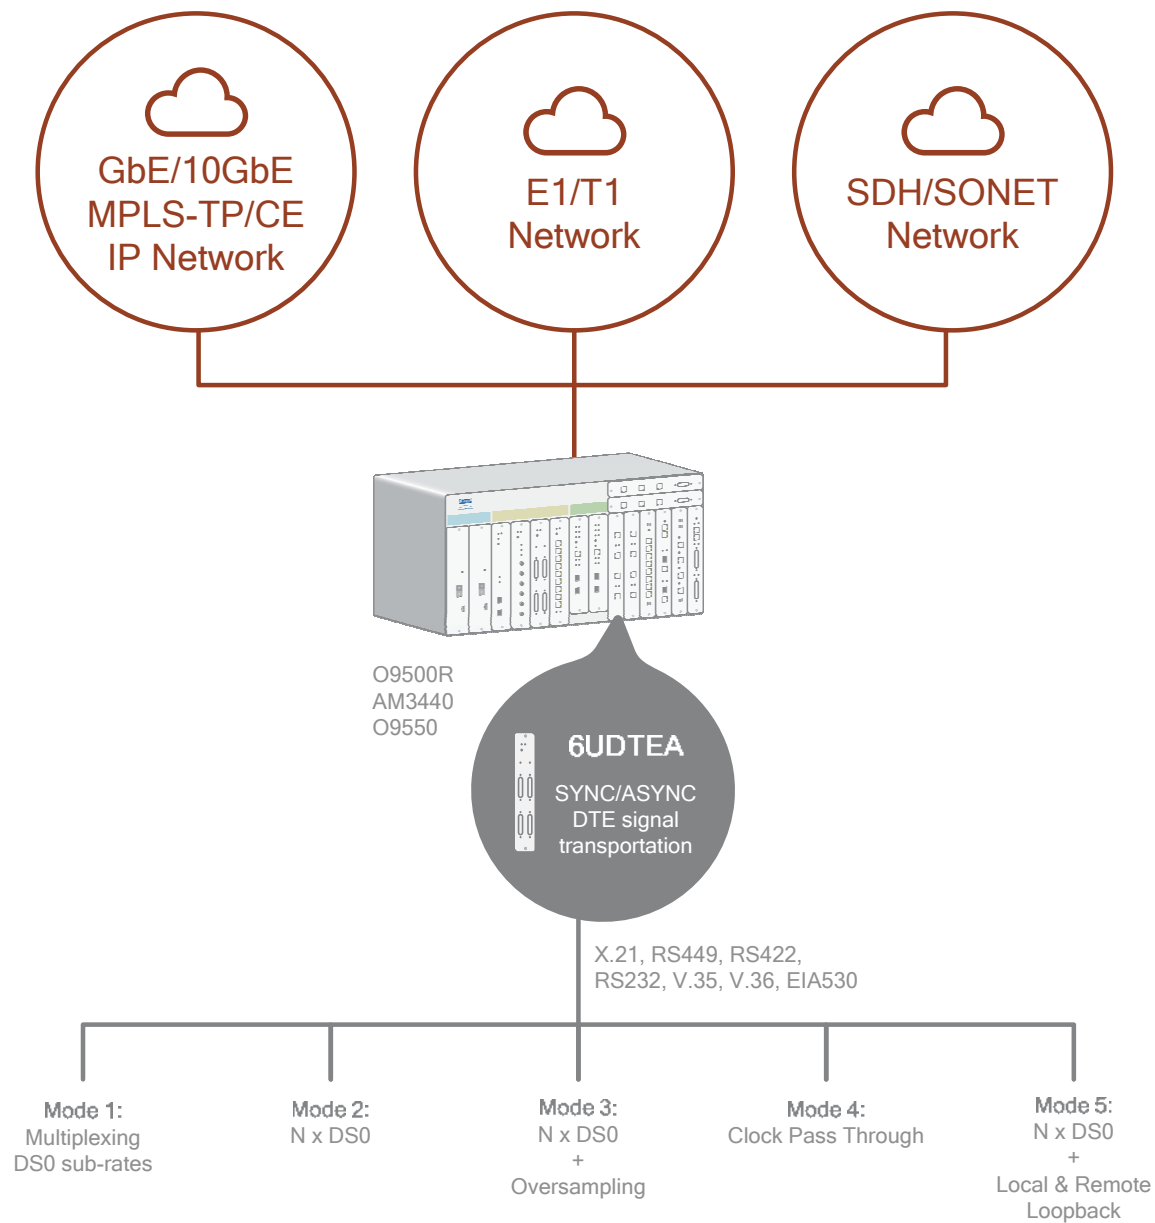 GbE/10GbE
MPLS-TP/CE
IP Network
E1/T1
Network
SDH/SONET
Network
O9500R
AM3440
O9550
6UDTEA
SYNC/ASYNC
DTE signal
transportation
X.21, RS449, RS422,
RS232, V.35, V.36, EIA530
Mode 1:
Multiplexing
DS0 sub-rates
Mode 2:
N x DS0
Mode 3:
N x DS0
+
Oversampling
Mode 4:
Clock Pass Through
Mode 5:
N x DS0
+
Local & Remote
Loopback